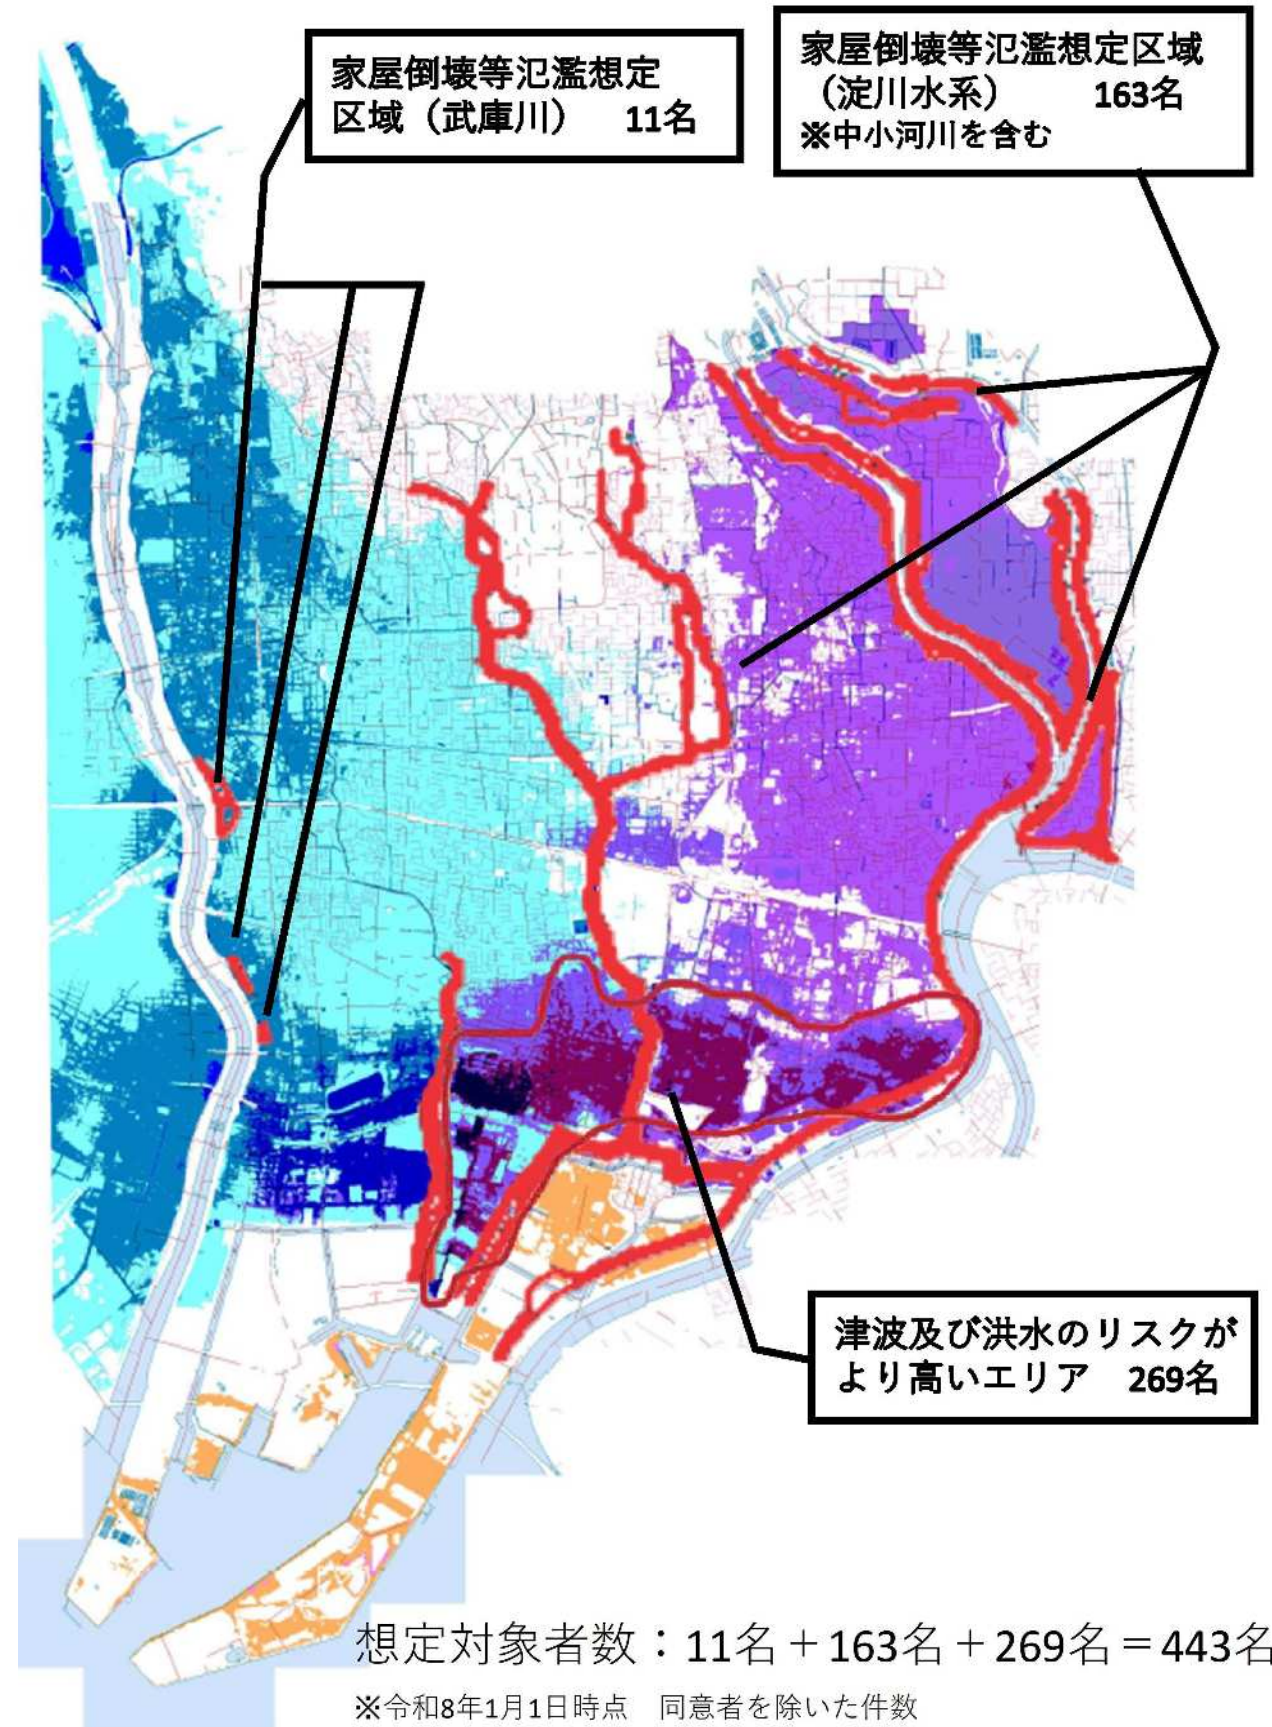 家屋倒壊等氾濫想定
区域（武庫川）　11名
家屋倒壊等氾濫想定区域
（淀川水系）　163名
※中小河川を含む
津波及び洪水のリスクが
より高いエリア　269名
想定対象者数：11名＋163名＋269名＝443名
※令和8年1月1日時点　同意者を除いた件数